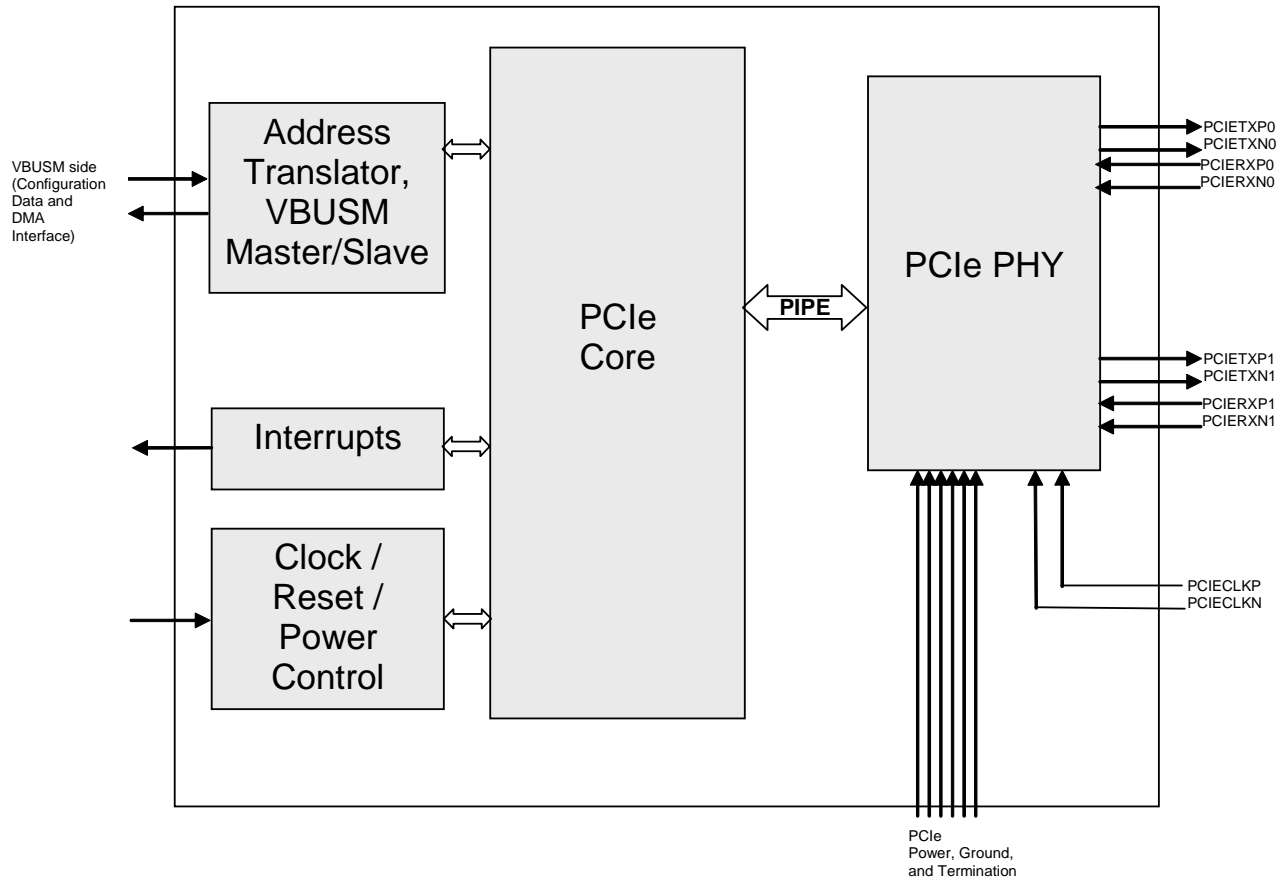 VBUSM side
(Configuration
Data and
DMA
Interface)
Address
Translator,
VBUSM
Master/Slave
Interrupts
Clock /
Reset /
Power
Control
PCIe
Core
PIPE
PCIe PHY
PCIETXP0
PCIETXN0
PCIERXP0
PCIERXN0
PCIETXP1
PCIETXN1
PCIERXP1
PCIERXN1
PCIECLKP
PCIECLKN
PCIe
Power, Ground,
and Termination